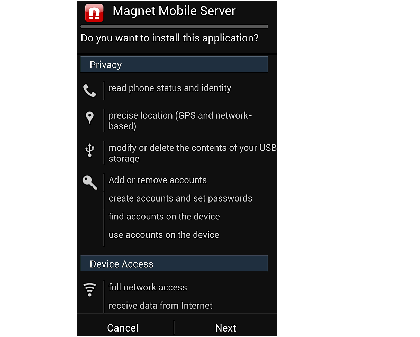 Magnet Mobile Server
Do you want to install this application?
Privacy
read phone status and identity
precise location (GPS and network-
based)
modify or delete the contents of your USB
storage
Add or remove accounts
create accounts and set passwords
find accounts on the device
use accounts on the device
Device Access
full network access
receive data from Internet
Cancel
Next